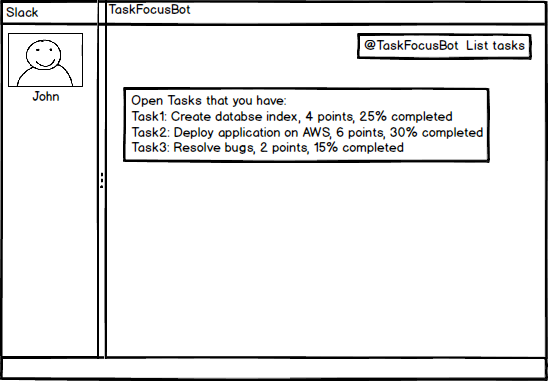 Slack
TaskFocusBot
John
@TaskFocusBot List tasks
Open Tasks that you have:
Task1: Create databse index, 4 points, 25% completed
Task2: Deploy application on AWS, 6 points, 30% completed
Task3: Resolve bugs, 2 points, 15% completed